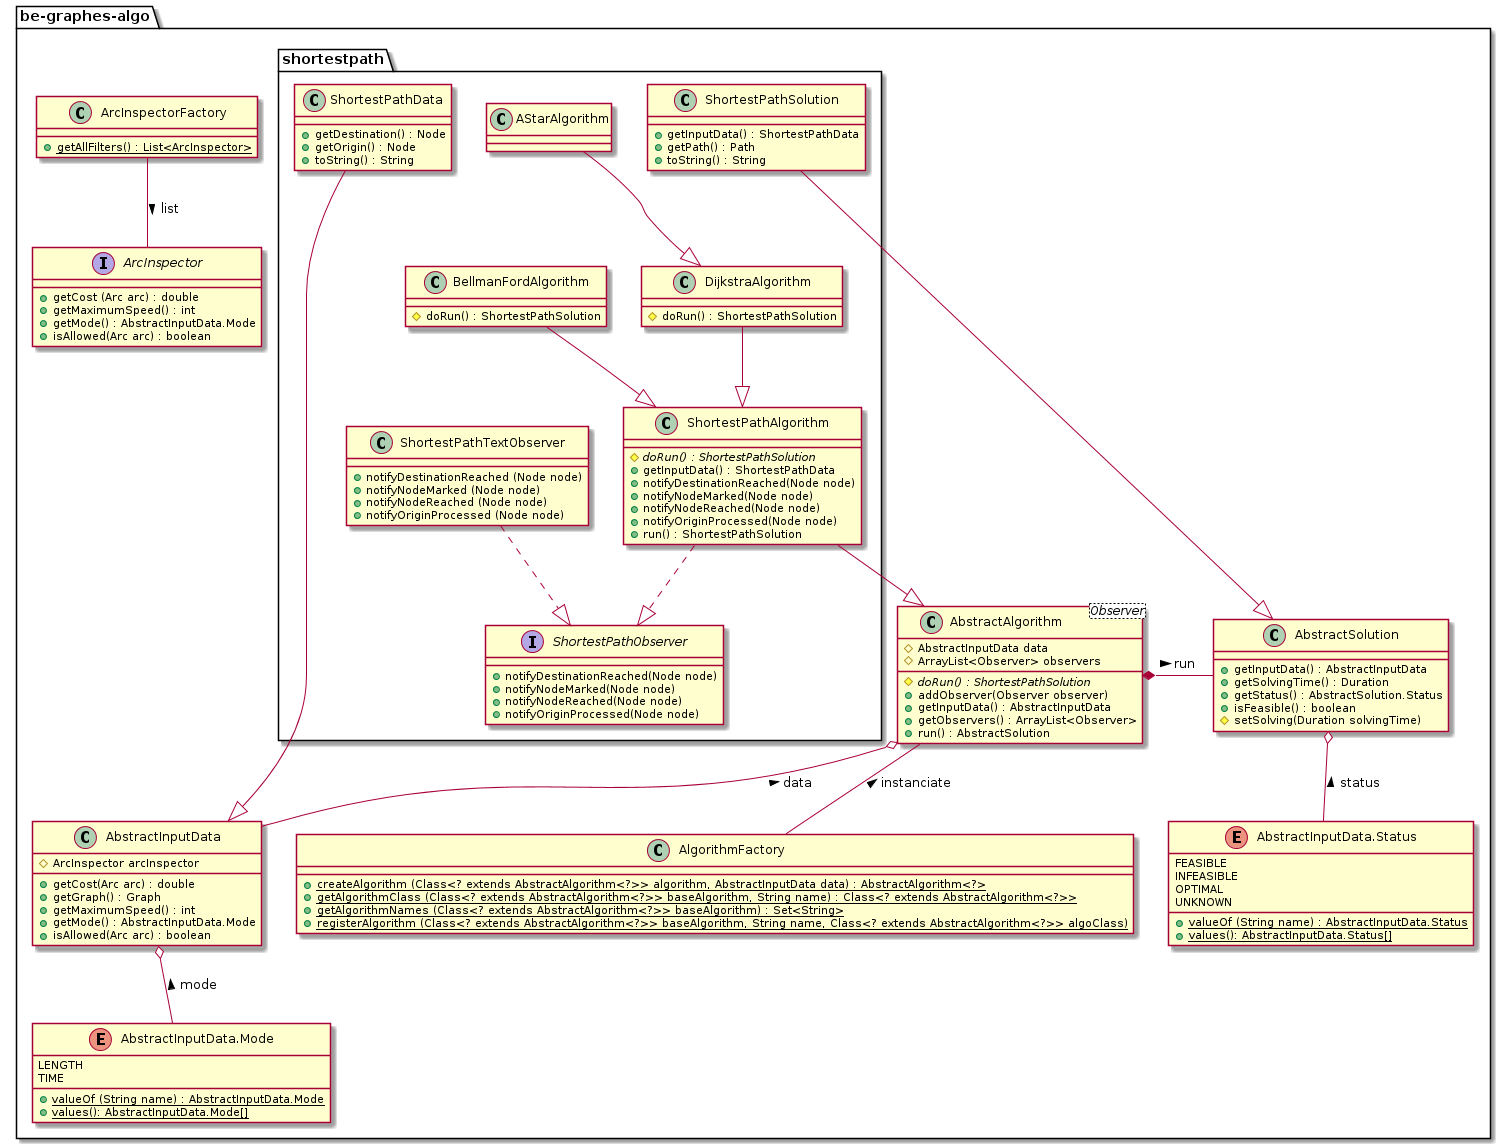 be-graphes-algo
shortestpath
ArcInspectorFactory
getAllFilters() : List<ArcInspector>
list
ArcInspector
getCost (Arc arc) : double
getMaximumSpeed() : int
getMode() : AbstractInputData.Mode
isAllowed(Arc arc) : boolean
ShortestPathData
getDestination() : Node
getOrigin() : Node
toString() : String
AStarAlgorithm
ShortestPathSolution
getInputData() : ShortestPathData
getPath() : Path
toString() : String
BellmanFordAlgorithm
doRun() : ShortestPathSolution
DijkstraAlgorithm
doRun() : ShortestPathSolution
ShortestPathTextObserver
notifyDestinationReached (Node node)
notifyNodeMarked (Node node)
notifyNodeReached (Node node)
notifyOriginProcessed (Node node)
ShortestPathAlgorithm
doRun() : ShortestPathSolution
getInputData() : ShortestPathData
notifyDestinationReached(Node node)
notifyNodeMarked(Node node)
notifyNodeReached(Node node)
notifyOriginProcessed(Node node)
run() : ShortestPathSolution
ShortestPathObserver
notifyDestinationReached(Node node)
notifyNodeMarked(Node node)
notifyNodeReached(Node node)
notifyOriginProcessed(Node node)
Observer
AbstractAlgorithm
AbstractInputData data
ArrayList<Observer> observers
doRun() : ShortestPathSolution
addObserver(Observer observer)
getInputData() : AbstractInputData
getObservers() : ArrayList<Observer>
run() : AbstractSolution
run
AbstractSolution
getInputData() : AbstractInputData
getSolvingTime() : Duration
getStatus() : AbstractSolution.Status
isFeasible() : boolean
setSolving(Duration solvingTime)
data
instanciate
status
AbstractInputData
ArcInspector arcInspector
getCost(Arc arc) : double
getGraph() : Graph
getMaximumSpeed() : int
getMode() : AbstractInputData.Mode
isAllowed(Arc arc) : boolean
AlgorithmFactory
createAlgorithm (Class<? extends AbstractAlgorithm<?>> algorithm, AbstractInputData data) : AbstractAlgorithm<?>
getAlgorithmClass (Class<? extends AbstractAlgorithm<?>> baseAlgorithm, String name) : Class<? extends AbstractAlgorithm<?>>
getAlgorithmNames (Class<? extends AbstractAlgorithm<?>> baseAlgorithm) : Set<String>
registerAlgorithm (Class<? extends AbstractAlgorithm<?>> baseAlgorithm, String name, Class<? extends AbstractAlgorithm<?>> algoClass)
AbstractInputData.Status
FEASIBLE
INFEASIBLE
OPTIMAL
UNKNOWN
valueOf (String name) : AbstractInputData.Status
values(): AbstractInputData.Status[]
mode
AbstractInputData.Mode
LENGTH
TIME
valueOf (String name) : AbstractInputData.Mode
values(): AbstractInputData.Mode[]